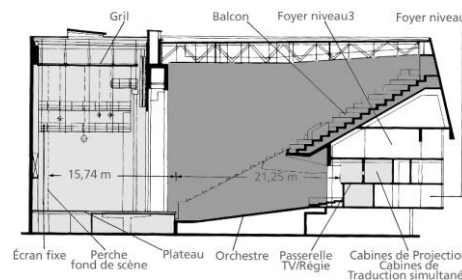 Gril
Balcon
Foyer niveau3
Foyer niveau
15,74 m
21,25 m
Écran fixe
Perche
fond de scène
Plateau
Orchestre
Passerelle
TV/Régie
Cabines de Projectio
Cabines de
Traduction simultané